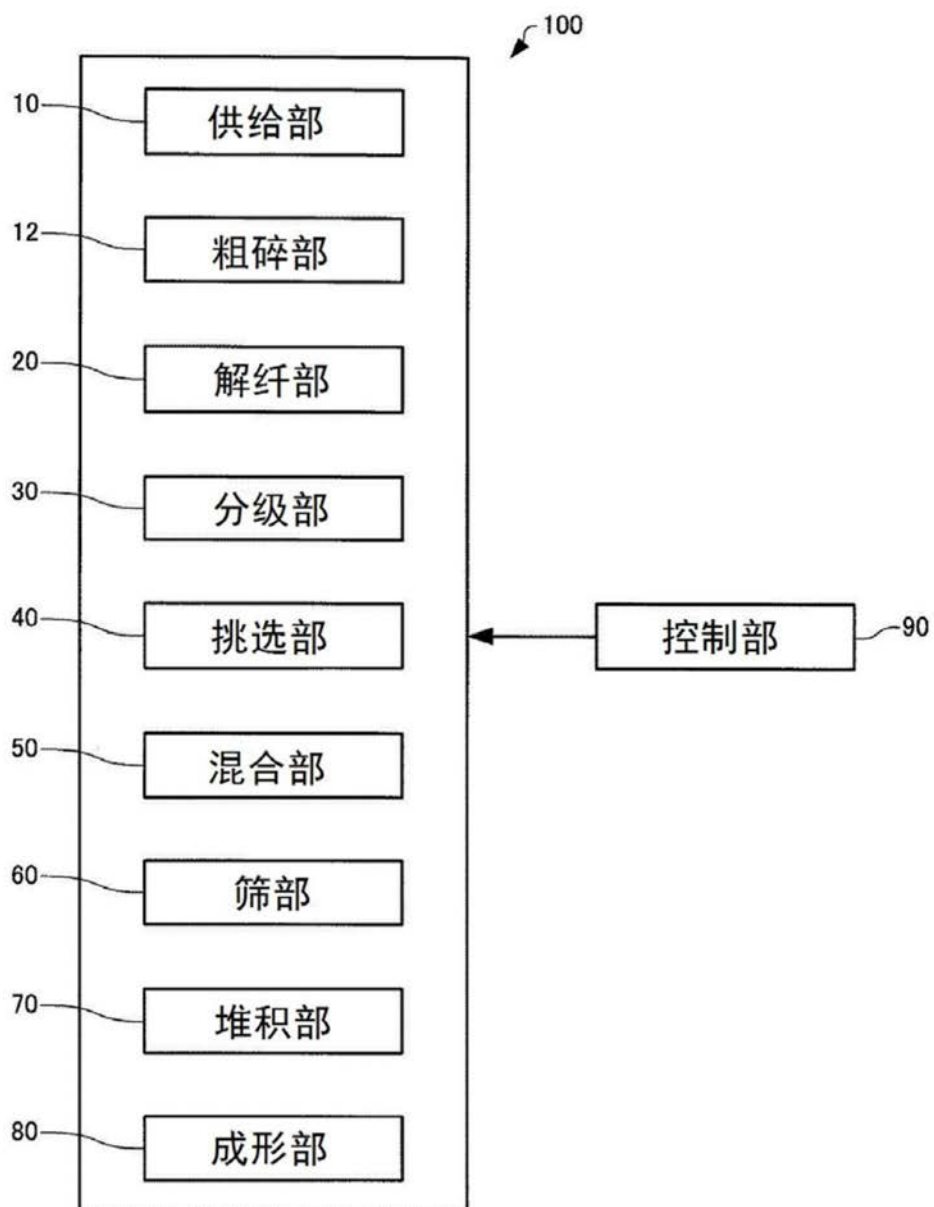 100
10 供给部
12 粗碎部
20 解纤部
30 分级部
40 挑选部
控制部 90
50 混合部
60 筛部
70 堆积部
80 成形部